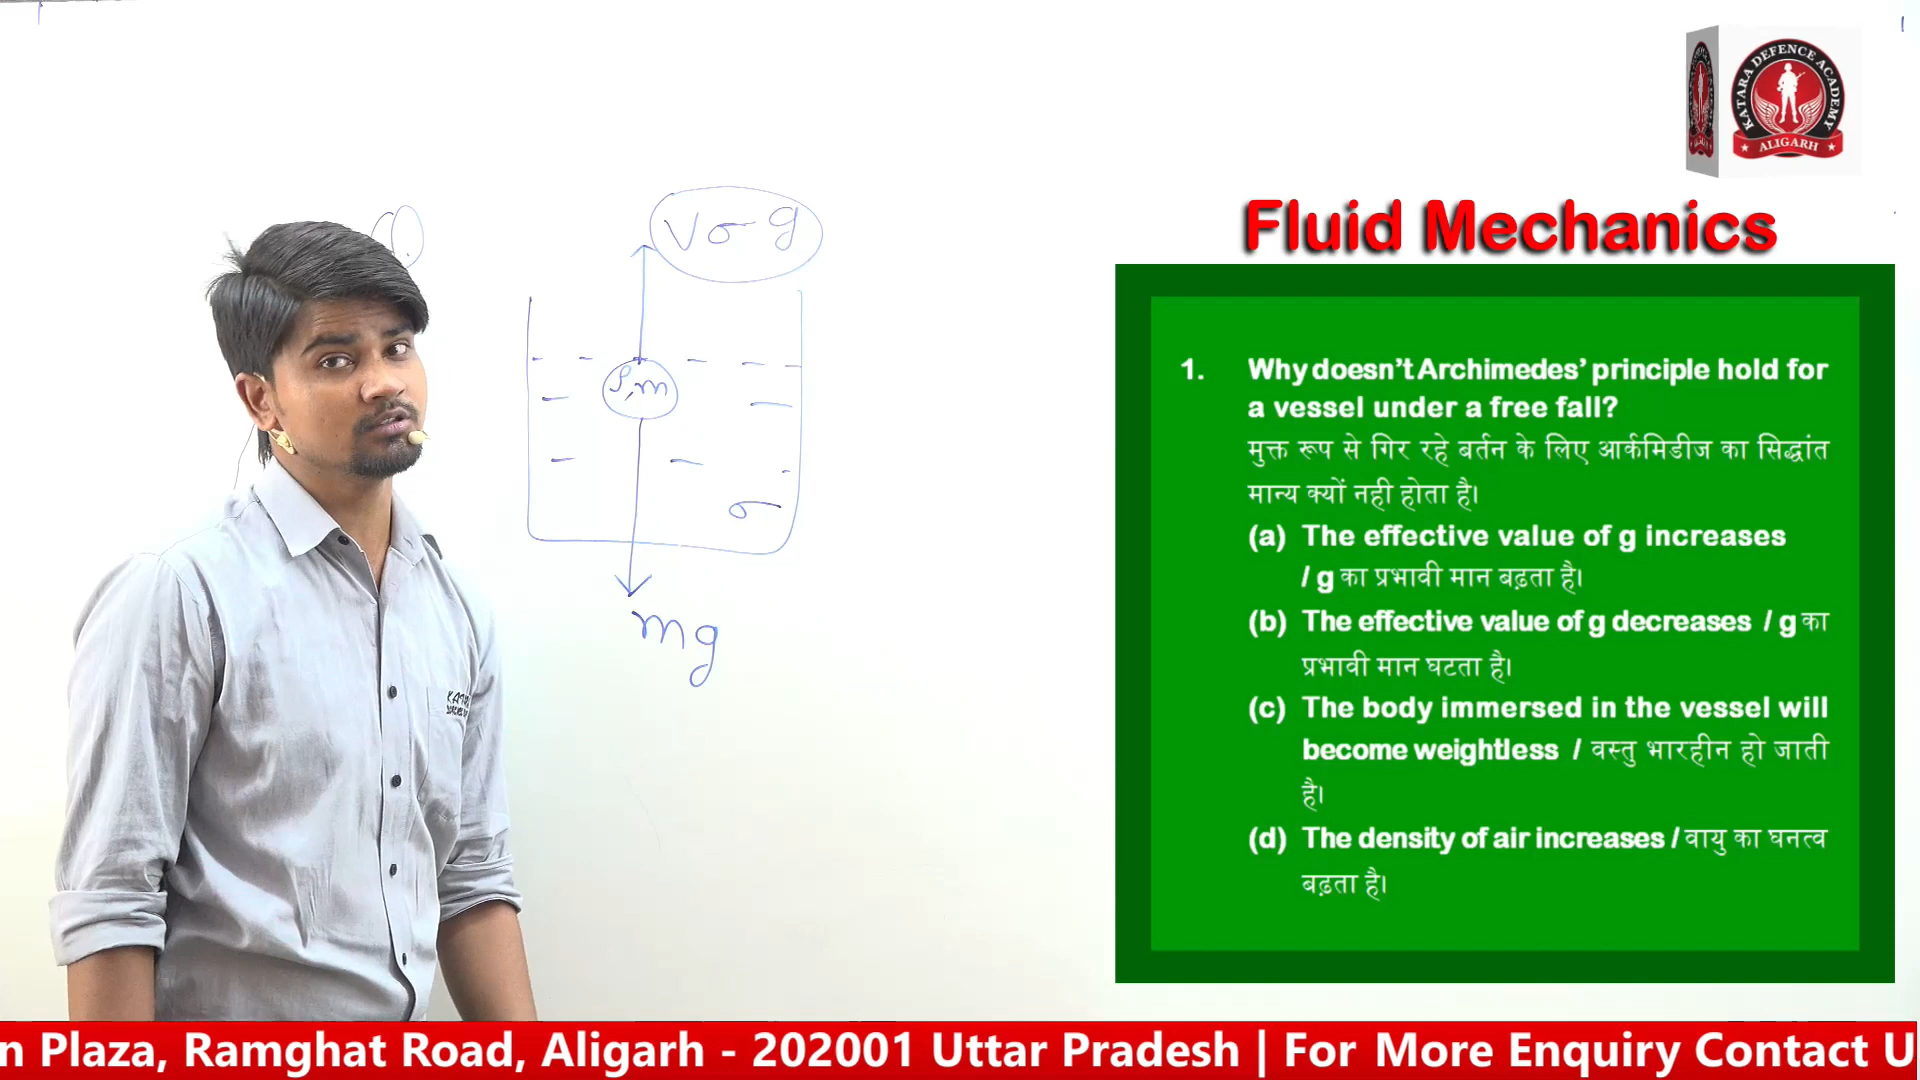 KATARA DEFENCE ACADEMY
ALIGARH
Fluid Mechanics
1. Why doesn't Archimedes' principle hold for
a vessel under a free fall?
मुक्त रूप से गिर रहे बर्तन के लिए आर्कमिडीज का सिद्धांत
मान्य क्यों नही होता है।
(a) The effective value of g increases
/ g का प्रभावी मान बढ़ता है।
(b) The effective value of g decreases / g का
प्रभावी मान घटता है।
(c) The body immersed in the vessel will
become weightless / वस्तु भारहीन हो जाती
है।
(d) The density of air increases / वायु का घनत्व
बढ़ता है।
V σ g
ρ, m
σ
mg
n Plaza, Ramghat Road, Aligarh - 202001 Uttar Pradesh | For More Enquiry Contact U